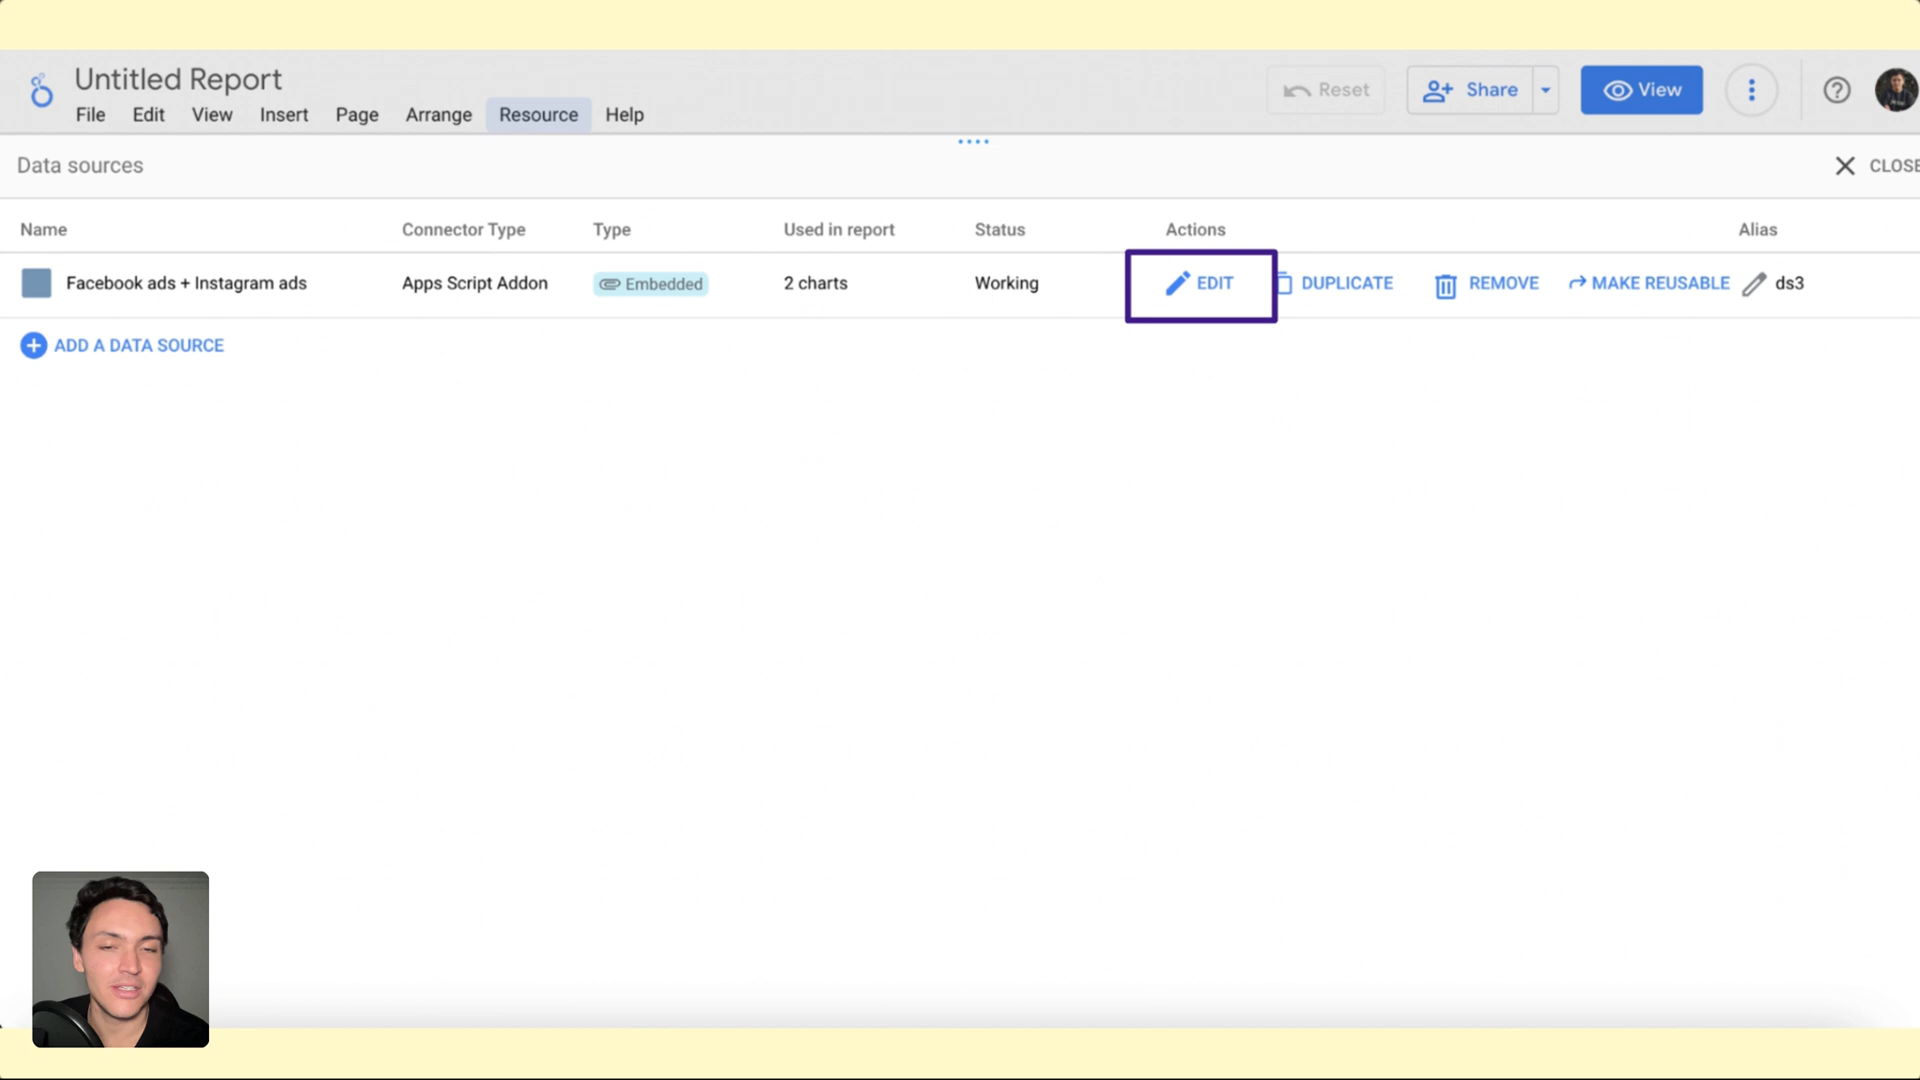 Untitled Report
File Edit View Insert Page Arrange Resource Help
Reset Share View
Data sources
CLOSE
Name Connector Type Type Used in report Status Actions Alias
Facebook ads + Instagram ads Apps Script Addon Embedded 2 charts Working EDIT DUPLICATE REMOVE MAKE REUSABLE ds3
ADD A DATA SOURCE